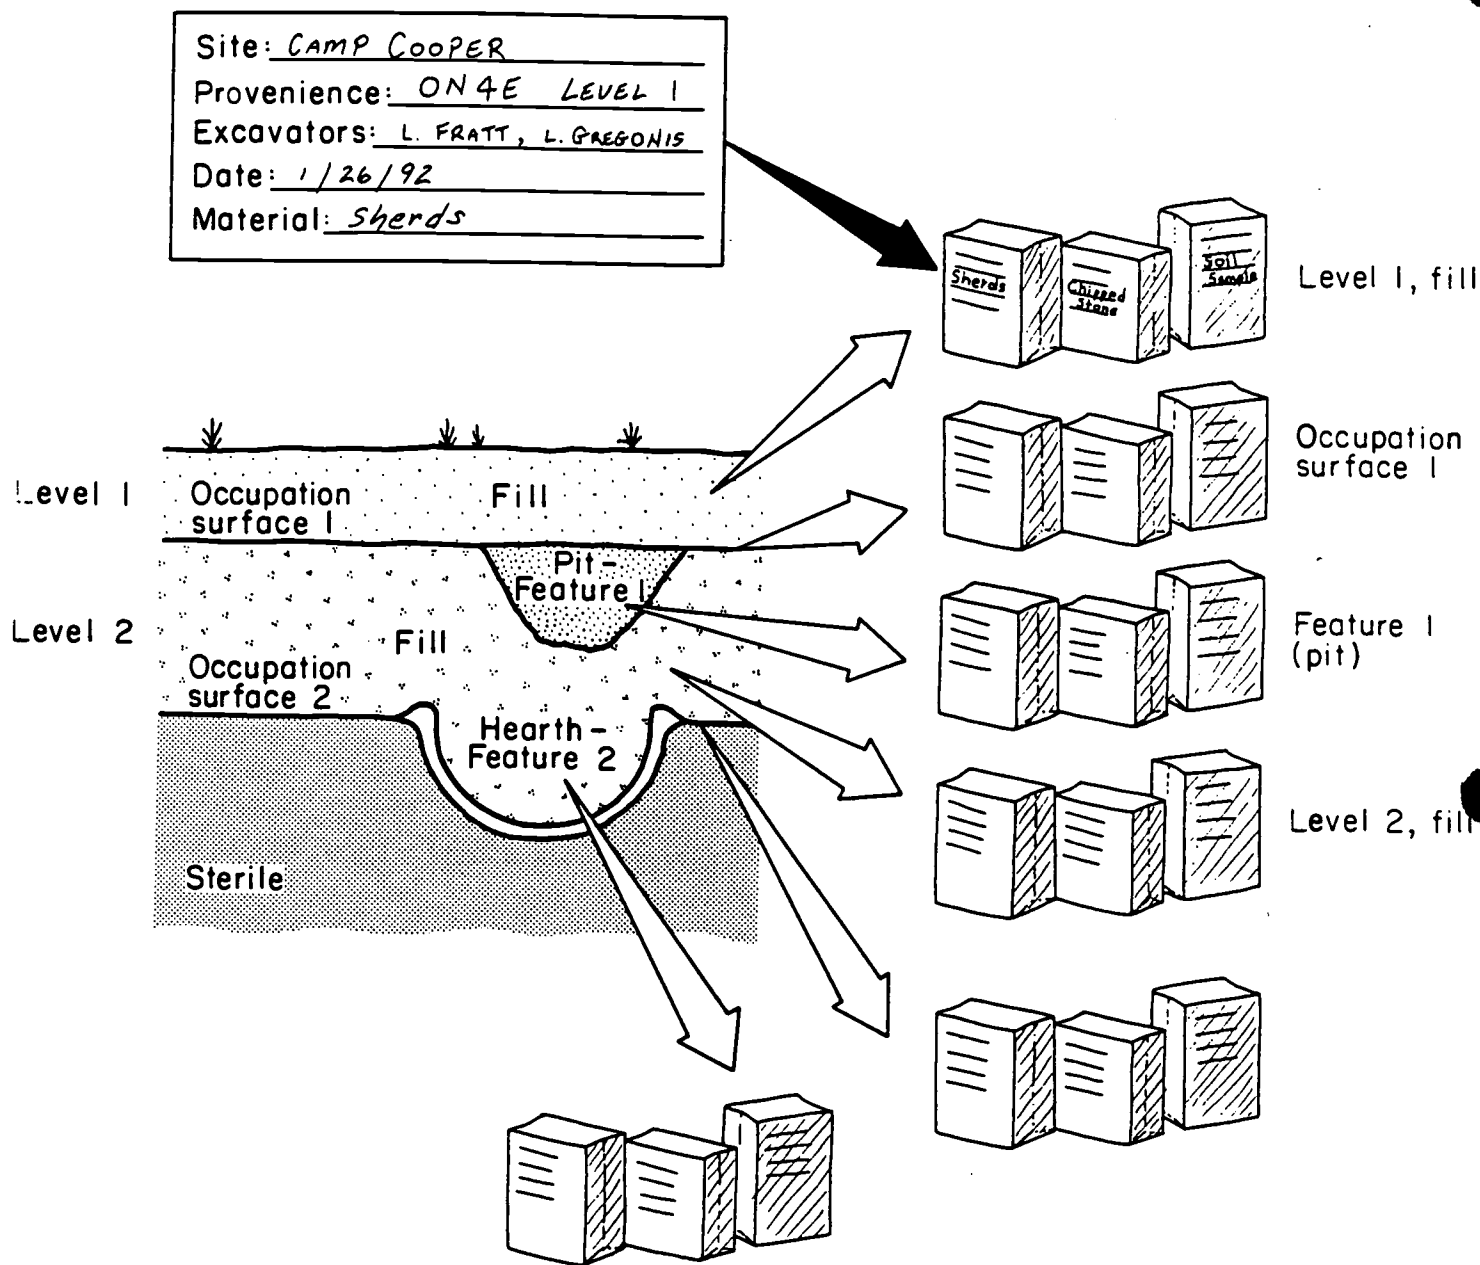 Site: CAMP COOPER
Provenience: ON4E LEVEL 1
Excavators: L. FRATT, L. GREGONIS
Date: 1/26/92
Material: Sherds
Sherds
Chipped
Stone
Soil
Sample
Level 1, fill
Occupation
surface 1
Feature 1
(pit)
Level 2, fill
Level 1
Occupation
surface 1
Fill
Pit-
Feature 1
Level 2
Fill
Occupation
surface 2
Hearth-
Feature 2
Sterile